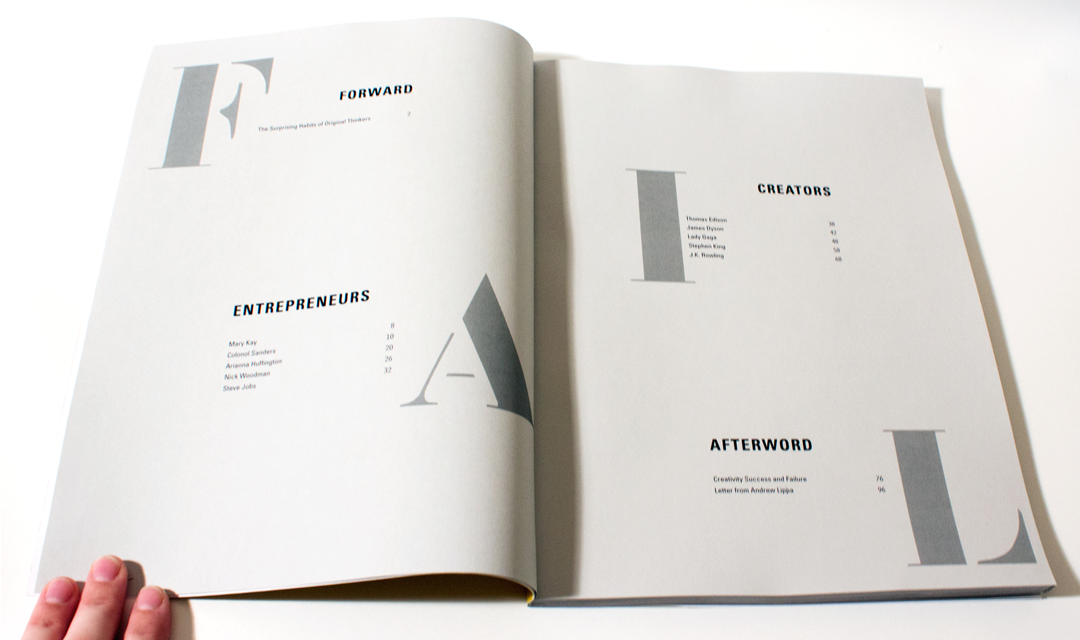 F
FORWARD
The Surprising Habits of Original Thinkers 7
ENTREPRENEURS
Mary Kay 8
Colonol Sanders 10
Arianna Huffington 20
Nick Woodman 26
Steve Jobs 32
A
I
CREATORS
Thomas Edison 38
James Dyson 42
Lady Gaga 48
Stephen King 58
J.K. Rowling 68
AFTERWORD
Creativity Success and Failure 76
Letter from Andrew Lippa 96
L